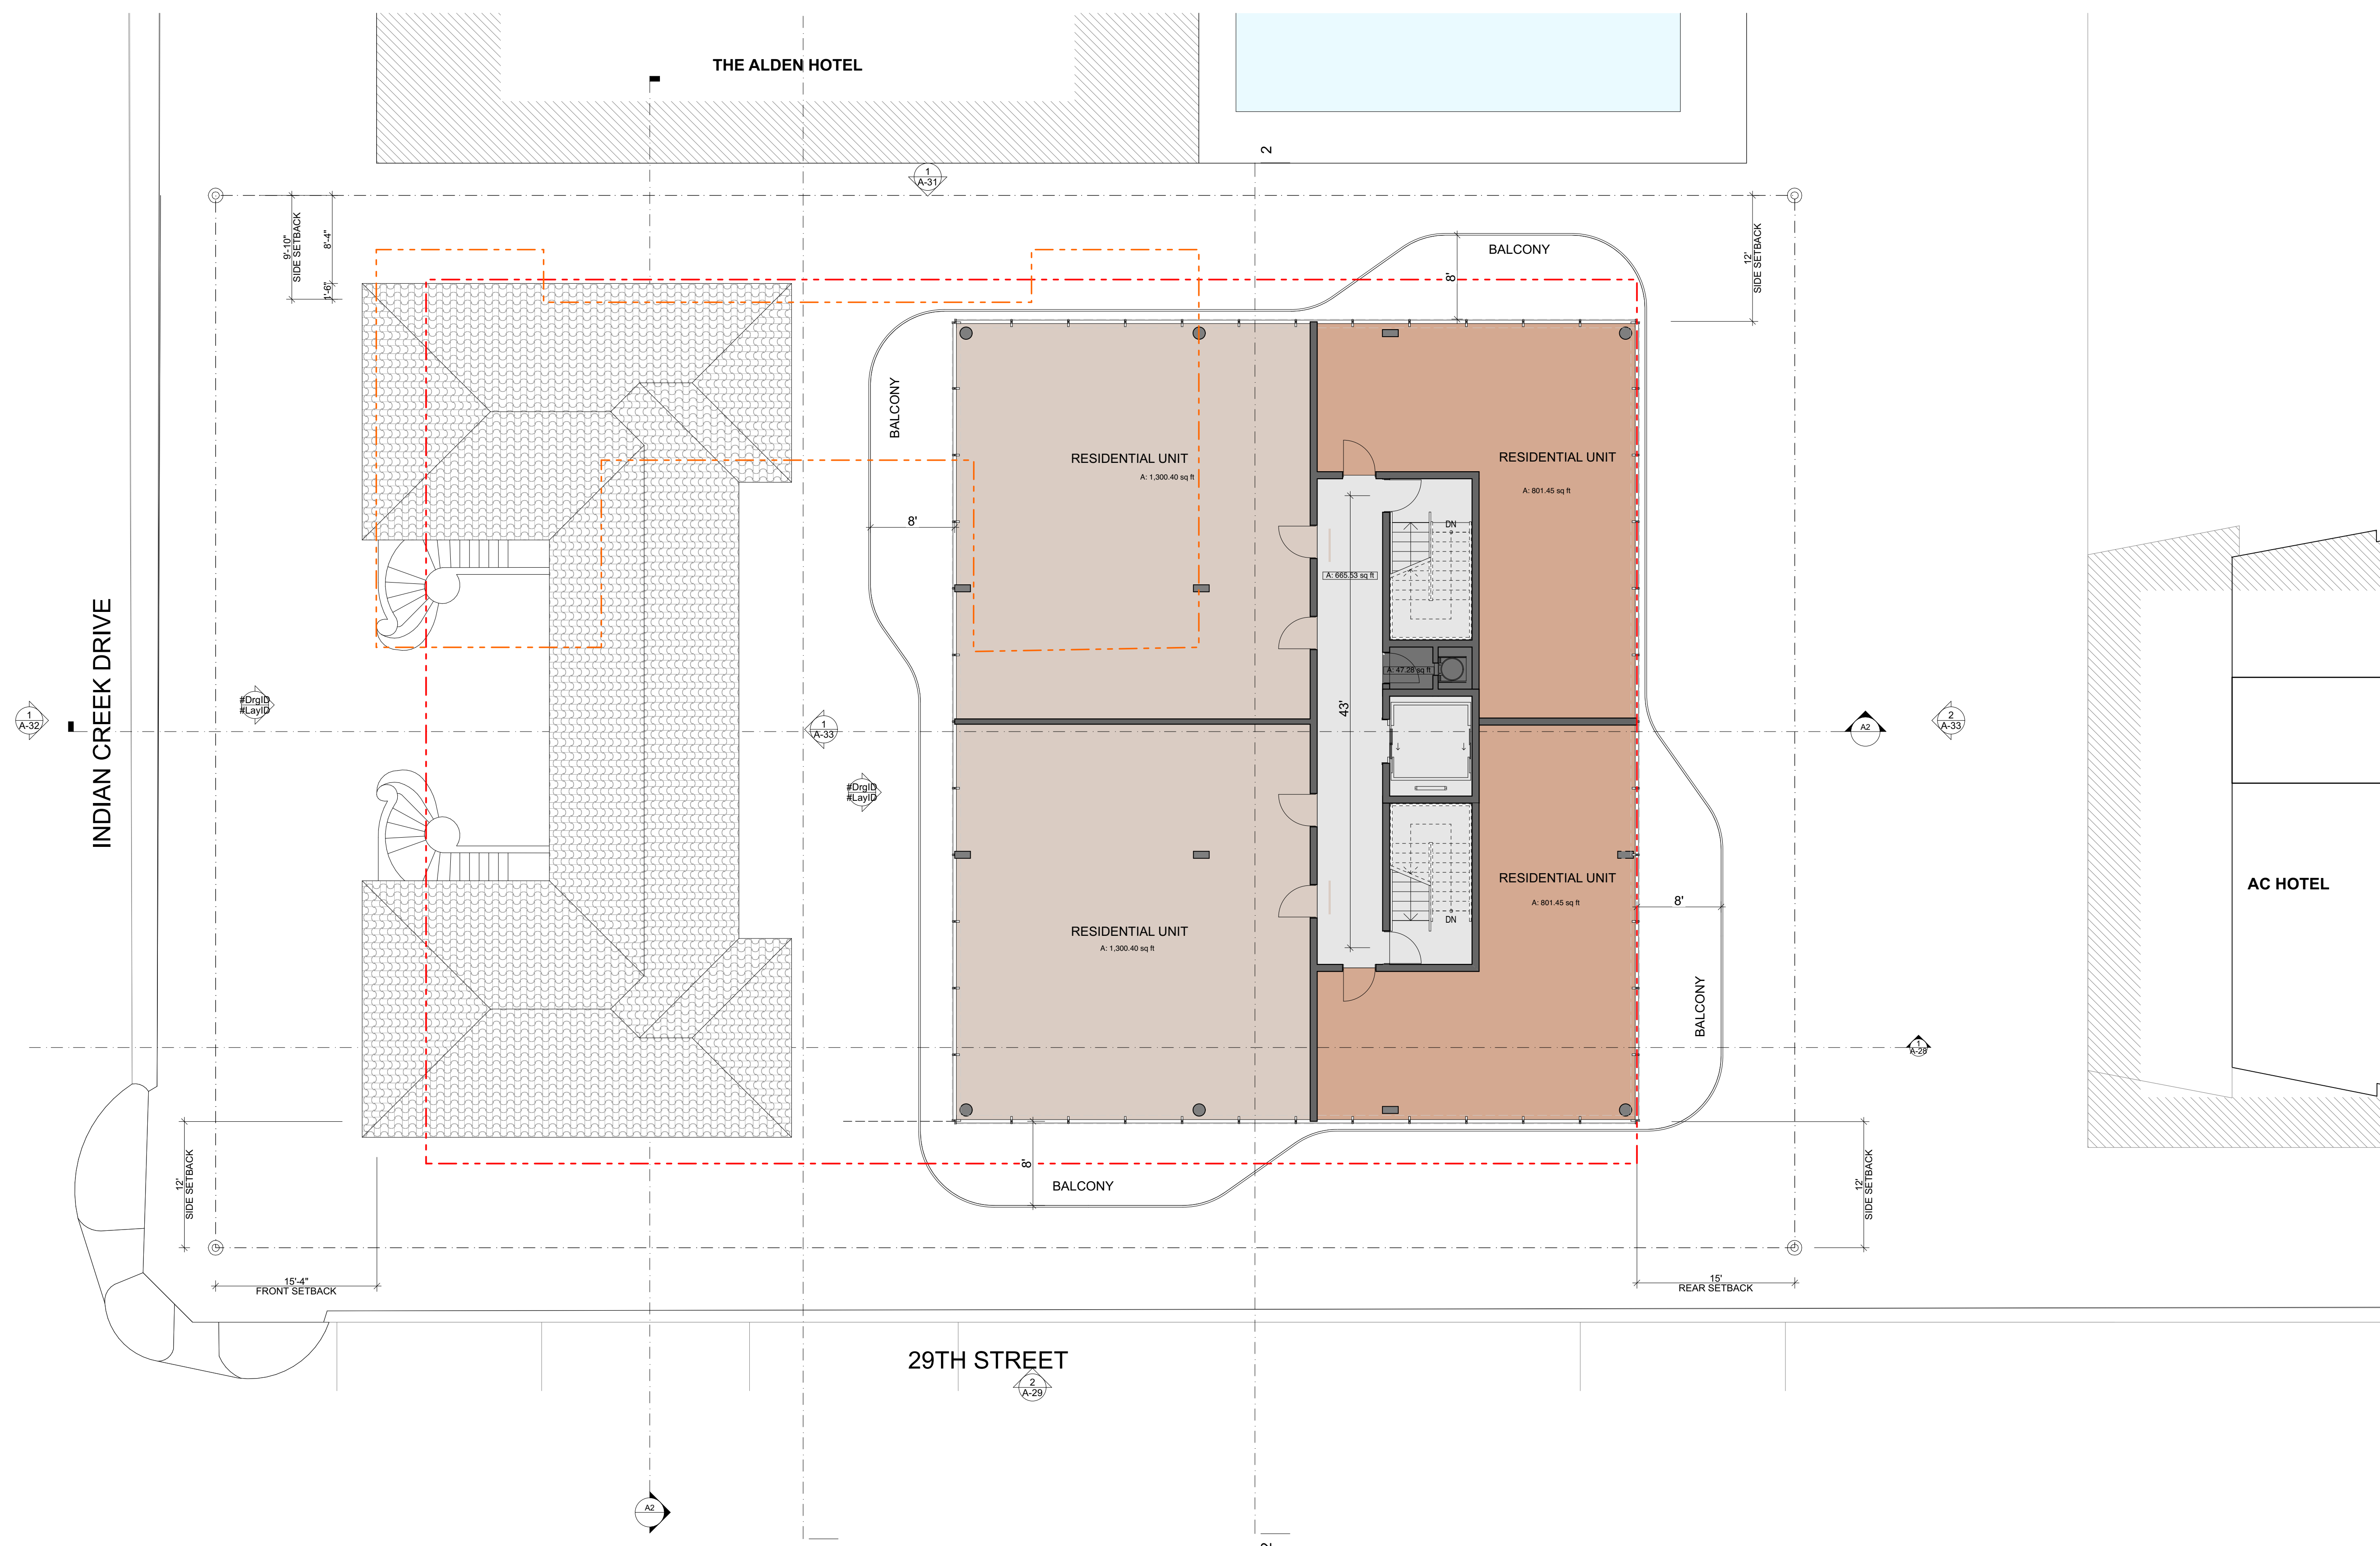 THE ALDEN HOTEL
2
1
A-31
9'-10"
SIDE SETBACK
8'-4"
1'-6"
12'
SIDE SETBACK
BALCONY
8'
BALCONY
RESIDENTIAL UNIT
A: 1,300.40 sq ft
RESIDENTIAL UNIT
A: 801.45 sq ft
8'
DN
A: 665.53 sq ft
A: 47.28 sq ft
43'
INDIAN CREEK DRIVE
1
A-32
#DrgID
#LayID
1
A-33
#DrgID
#LayID
A2
2
A-33
RESIDENTIAL UNIT
A: 801.45 sq ft
8'
AC HOTEL
DN
RESIDENTIAL UNIT
A: 1,300.40 sq ft
BALCONY
1
A-28
12'
SIDE SETBACK
8'
BALCONY
12'
SIDE SETBACK
15'-4"
FRONT SETBACK
15'
REAR SETBACK
29TH STREET
2
A-29
A2